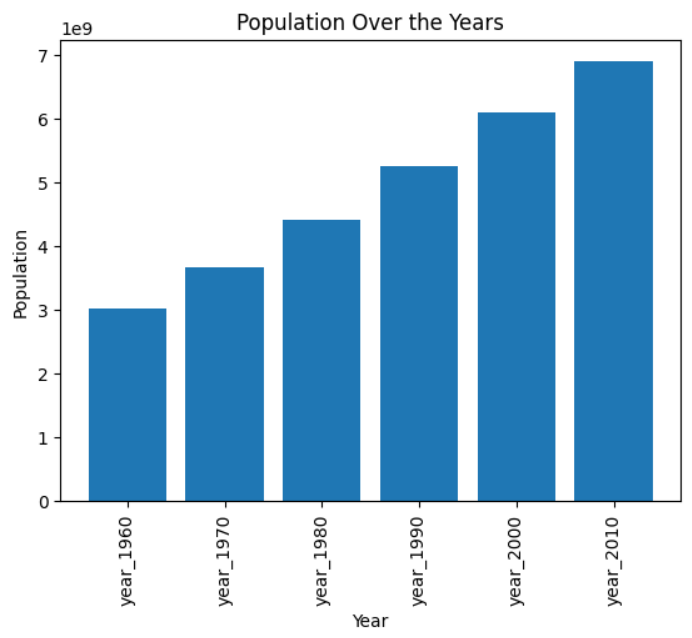 Population Over the Years
1e9
7
6
5
4
3
2
1
0
Population
year_1960
year_1970
year_1980
year_1990
year_2000
year_2010
Year